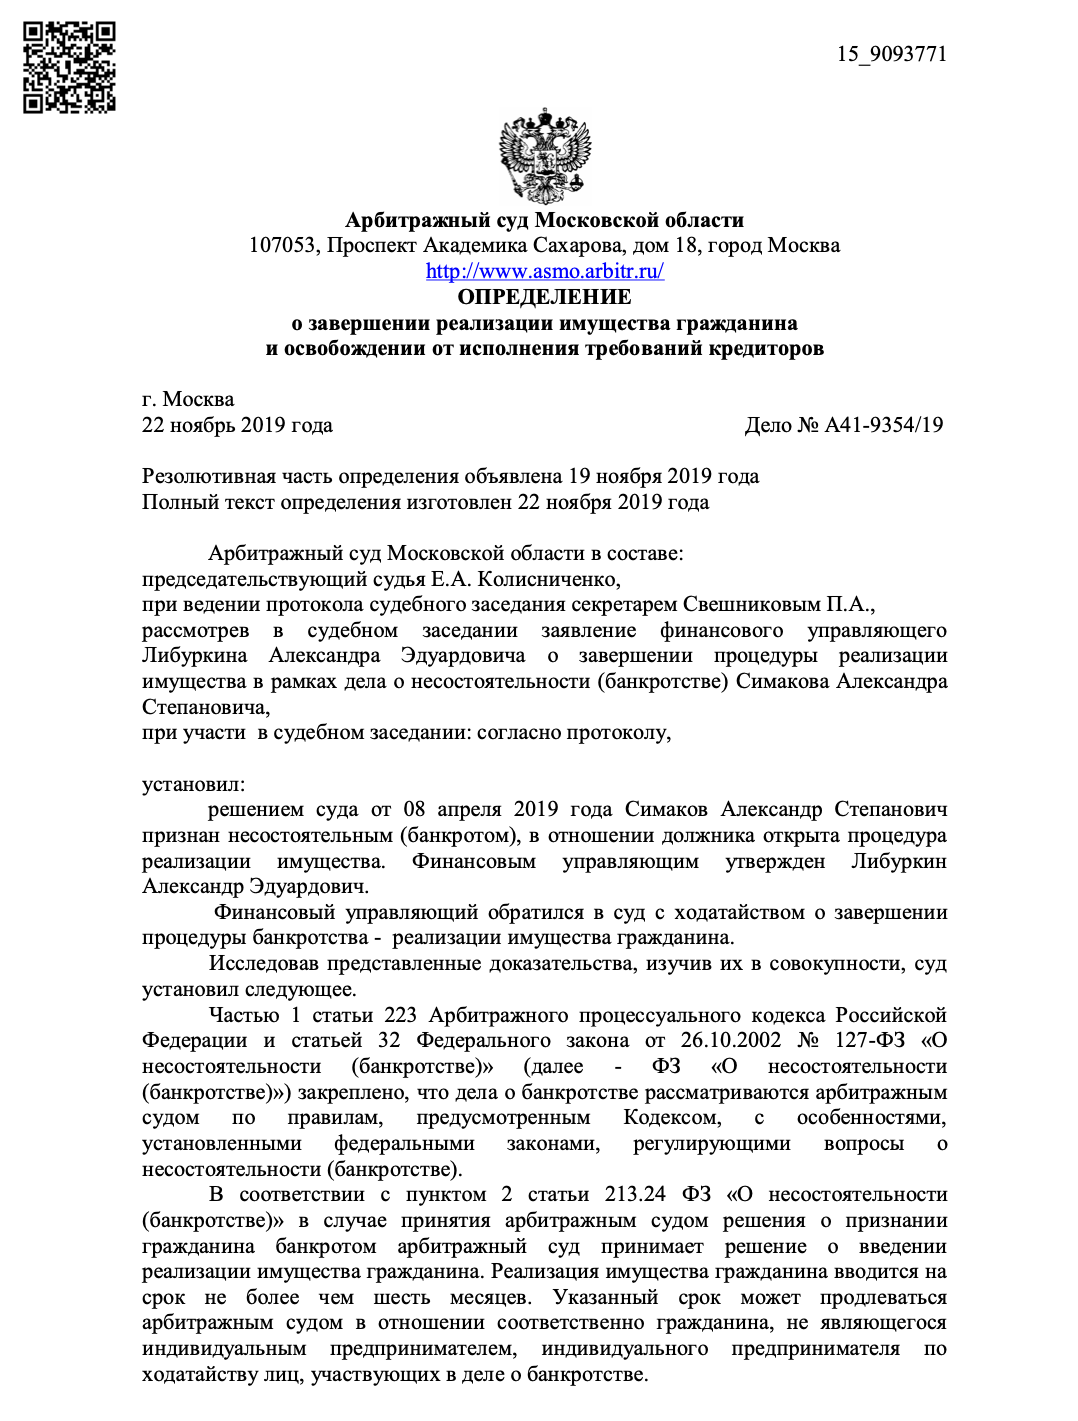 15_9093771
Арбитражный суд Московской области
107053, Проспект Академика Сахарова, дом 18, город Москва
http://www.asmo.arbitr.ru/
ОПРЕДЕЛЕНИЕ
о завершении реализации имущества гражданина
и освобождении от исполнения требований кредиторов
г. Москва
22 ноябрь 2019 года Дело № А41-9354/19
Резолютивная часть определения объявлена 19 ноября 2019 года
Полный текст определения изготовлен 22 ноября 2019 года
Арбитражный суд Московской области в составе:
председательствующий судья Е.А. Колисниченко,
при ведении протокола судебного заседания секретарем Свешниковым П.А.,
рассмотрев в судебном заседании заявление финансового управляющего
Либуркина Александра Эдуардовича о завершении процедуры реализации
имущества в рамках дела о несостоятельности (банкротстве) Симакова Александра
Степановича,
при участи в судебном заседании: согласно протоколу,
установил:
решением суда от 08 апреля 2019 года Симаков Александр Степанович
признан несостоятельным (банкротом), в отношении должника открыта процедура
реализации имущества. Финансовым управляющим утвержден Либуркин
Александр Эдуардович.
Финансовый управляющий обратился в суд с ходатайством о завершении
процедуры банкротства - реализации имущества гражданина.
Исследовав представленные доказательства, изучив их в совокупности, суд
установил следующее.
Частью 1 статьи 223 Арбитражного процессуального кодекса Российской
Федерации и статьей 32 Федерального закона от 26.10.2002 № 127-ФЗ «О
несостоятельности (банкротстве)» (далее - ФЗ «О несостоятельности
(банкротстве)») закреплено, что дела о банкротстве рассматриваются арбитражным
судом по правилам, предусмотренным Кодексом, с особенностями,
установленными федеральными законами, регулирующими вопросы о
несостоятельности (банкротстве).
В соответствии с пунктом 2 статьи 213.24 ФЗ «О несостоятельности
(банкротстве)» в случае принятия арбитражным судом решения о признании
гражданина банкротом арбитражный суд принимает решение о введении
реализации имущества гражданина. Реализация имущества гражданина вводится на
срок не более чем шесть месяцев. Указанный срок может продлеваться
арбитражным судом в отношении соответственно гражданина, не являющегося
индивидуальным предпринимателем, индивидуального предпринимателя по
ходатайству лиц, участвующих в деле о банкротстве.